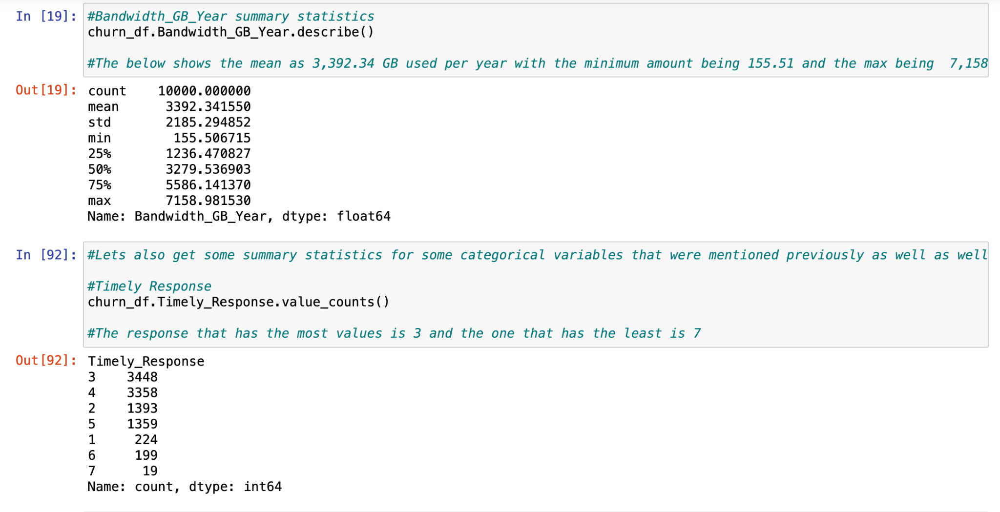 In [19]: #Bandwidth_GB_Year summary statistics
churn_df.Bandwidth_GB_Year.describe()
#The below shows the mean as 3,392.34 GB used per year with the minimum amount being 155.51 and the max being  7,158
Out[19]: count    10000.000000
mean      3392.341550
std       2185.294852
min        155.506715
25%       1236.470827
50%       3279.536903
75%       5586.141370
max       7158.981530
Name: Bandwidth_GB_Year, dtype: float64
In [92]: #Lets also get some summary statistics for some categorical variables that were mentioned previously as well as well
#Timely Response
churn_df.Timely_Response.value_counts()
#The response that has the most values is 3 and the one that has the least is 7
Out[92]: Timely_Response
3    3448
4    3358
2    1393
5    1359
1     224
6     199
7      19
Name: count, dtype: int64